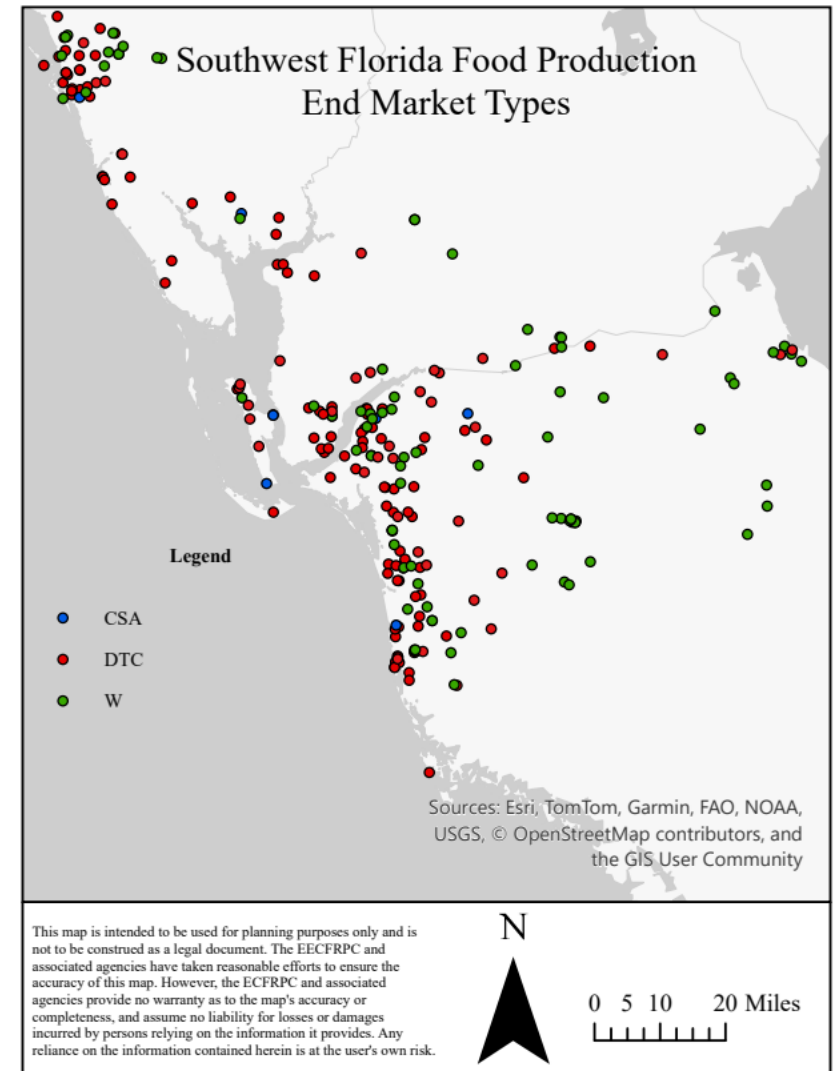 Southwest Florida Food Production
End Market Types
Legend
CSA
DTC
W
Sources: Esri, TomTom, Garmin, FAO, NOAA,
USGS, © OpenStreetMap contributors, and
the GIS User Community
This map is intended to be used for planning purposes only and is
not to be construed as a legal document. The EECFRPC and
associated agencies have taken reasonable efforts to ensure the
accuracy of this map. However, the ECFRPC and associated
agencies provide no warranty as to the map's accuracy or
completeness, and assume no liability for losses or damages
incurred by persons relying on the information it provides. Any
reliance on the information contained herein is at the user's own risk.
N
0 5 10 20 Miles